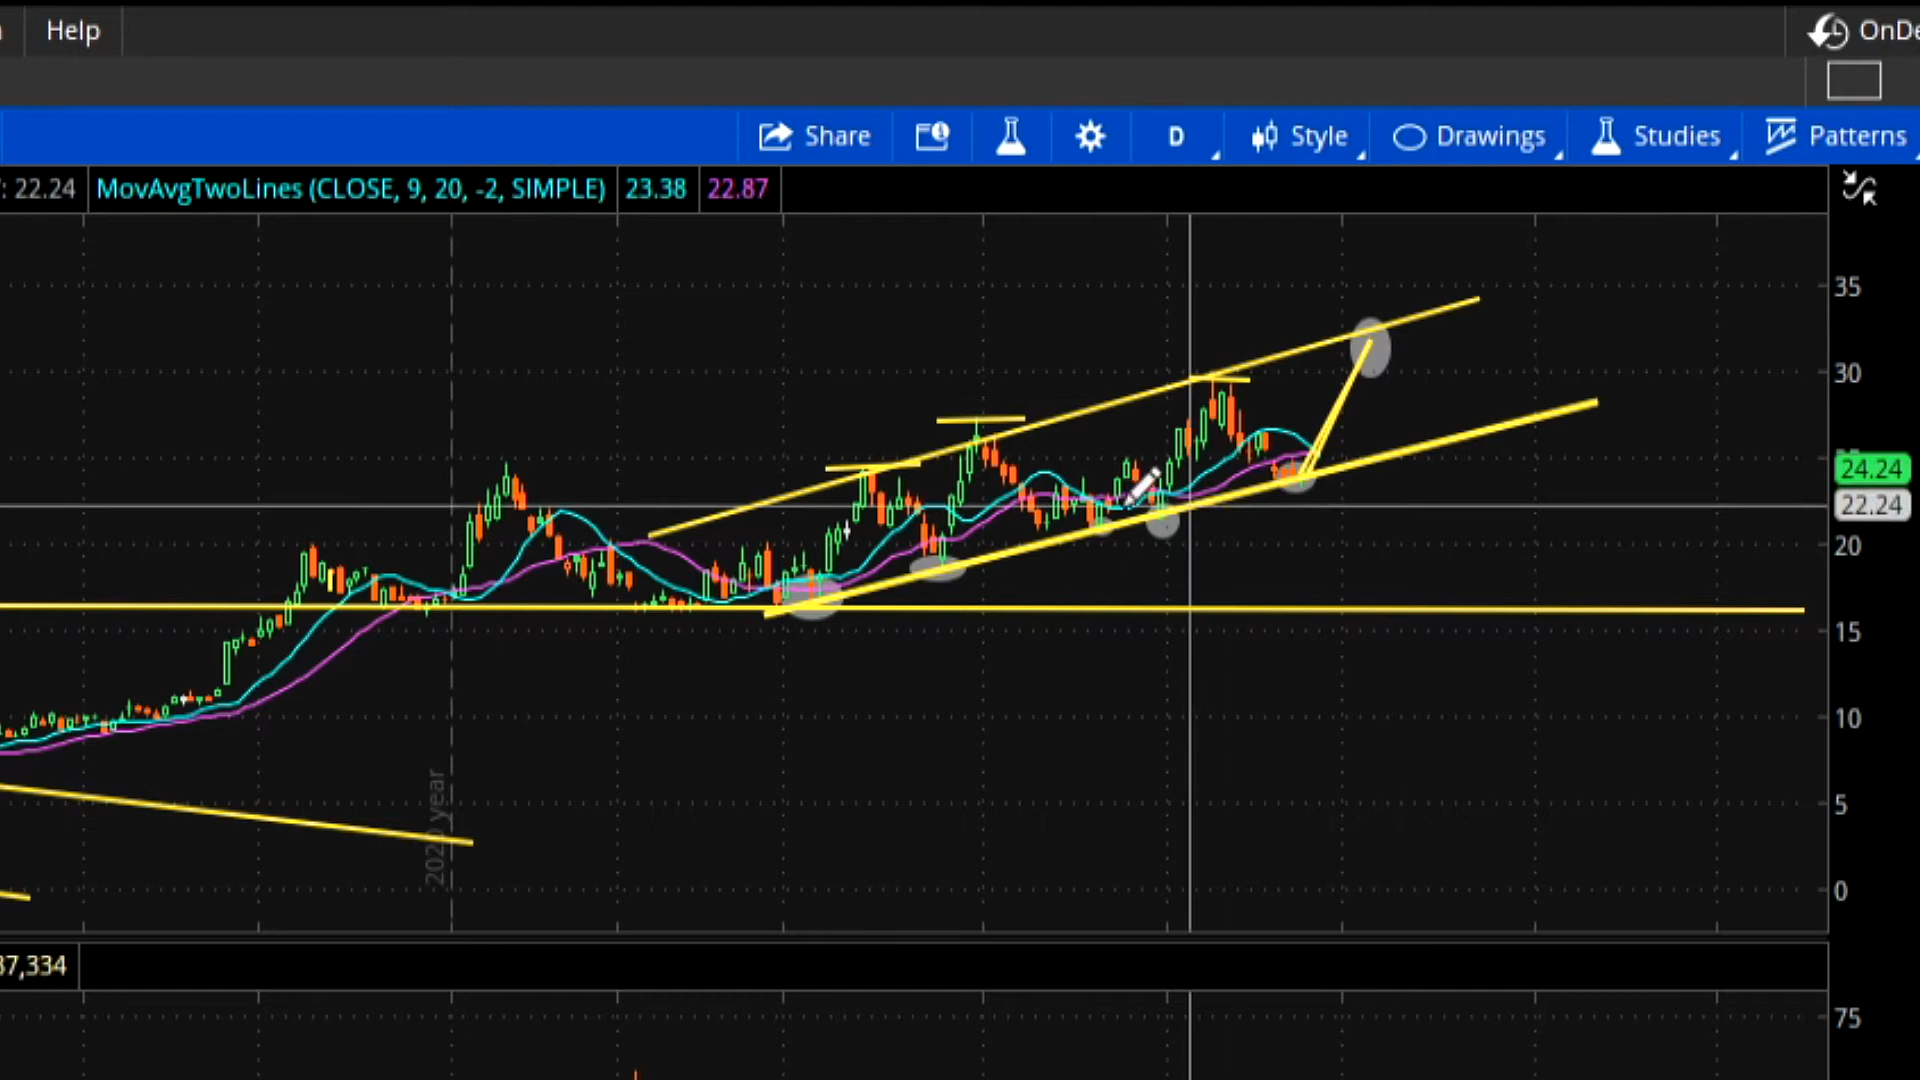 Help
OnDe
Share
D
Style
Drawings
Studies
Patterns
: 22.24
MovAvgTwoLines (CLOSE, 9, 20, -2, SIMPLE)
23.38
22.87
35
30
24.24
22.24
20
15
10
5
0
year
37,334
75